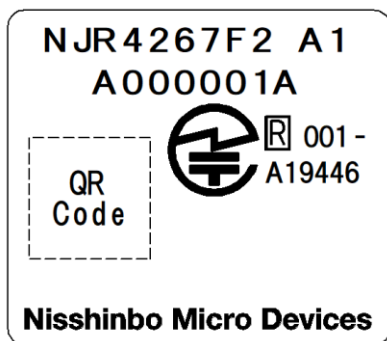 NJR4267F2 A1
A000001A
R 001-
A19446
QR
Code
Nisshinbo Micro Devices